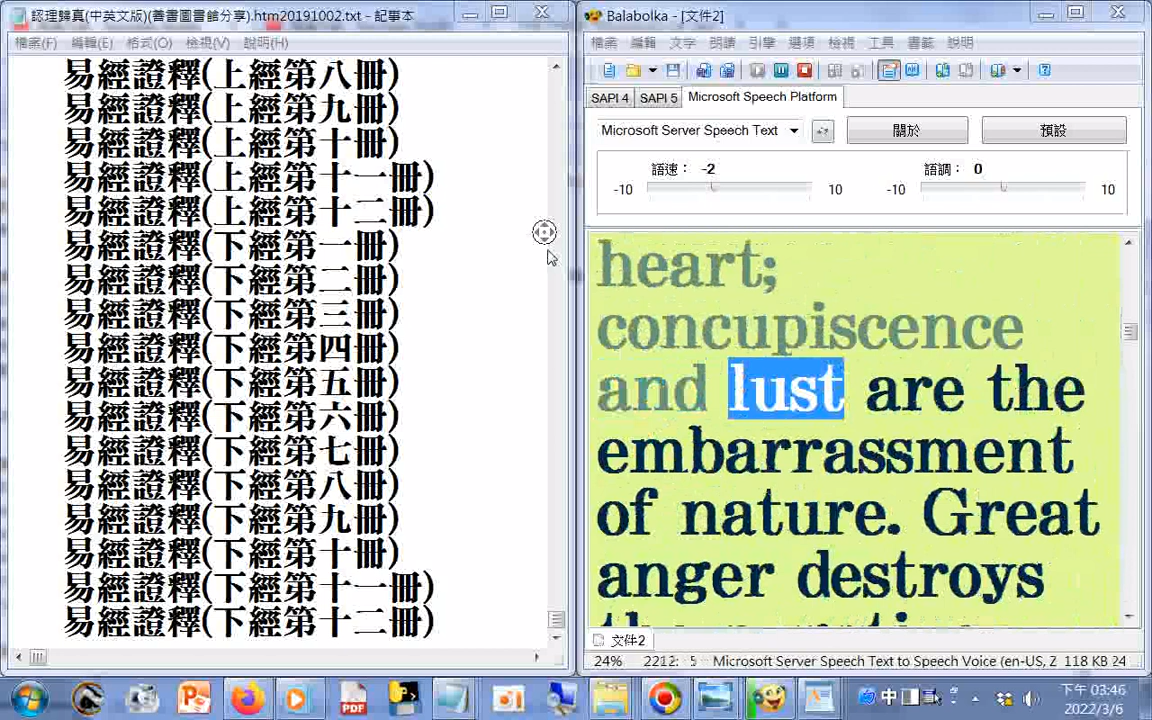 認理歸真(中英文版)(善書圖書館分享).htm20191002.txt - 記事本
檔案(F) 編輯(E) 格式(O) 檢視(V) 說明(H)
易經證釋(上經第八冊)
易經證釋(上經第九冊)
易經證釋(上經第十冊)
易經證釋(上經第十一冊)
易經證釋(上經第十二冊)
易經證釋(下經第一冊)
易經證釋(下經第二冊)
易經證釋(下經第三冊)
易經證釋(下經第四冊)
易經證釋(下經第五冊)
易經證釋(下經第六冊)
易經證釋(下經第七冊)
易經證釋(下經第八冊)
易經證釋(下經第九冊)
易經證釋(下經第十冊)
易經證釋(下經第十一冊)
易經證釋(下經第十二冊)
Balabolka - [文件2]
檔案 編輯 文字 朗讀 引擎 選項 檢視 工具 書籤 說明
SAPI 4 SAPI 5 Microsoft Speech Platform
Microsoft Server Speech Text 關於 預設
語速： -2 語調： 0
-10 10 -10 10
heart;
concupiscence
and lust are the
embarrassment
of nature. Great
anger destroys
文件2
24% 2212: 5 Microsoft Server Speech Text to Speech Voice (en-US, Z 118 KB 24
PDF
中
下午 03:46
2022/3/6